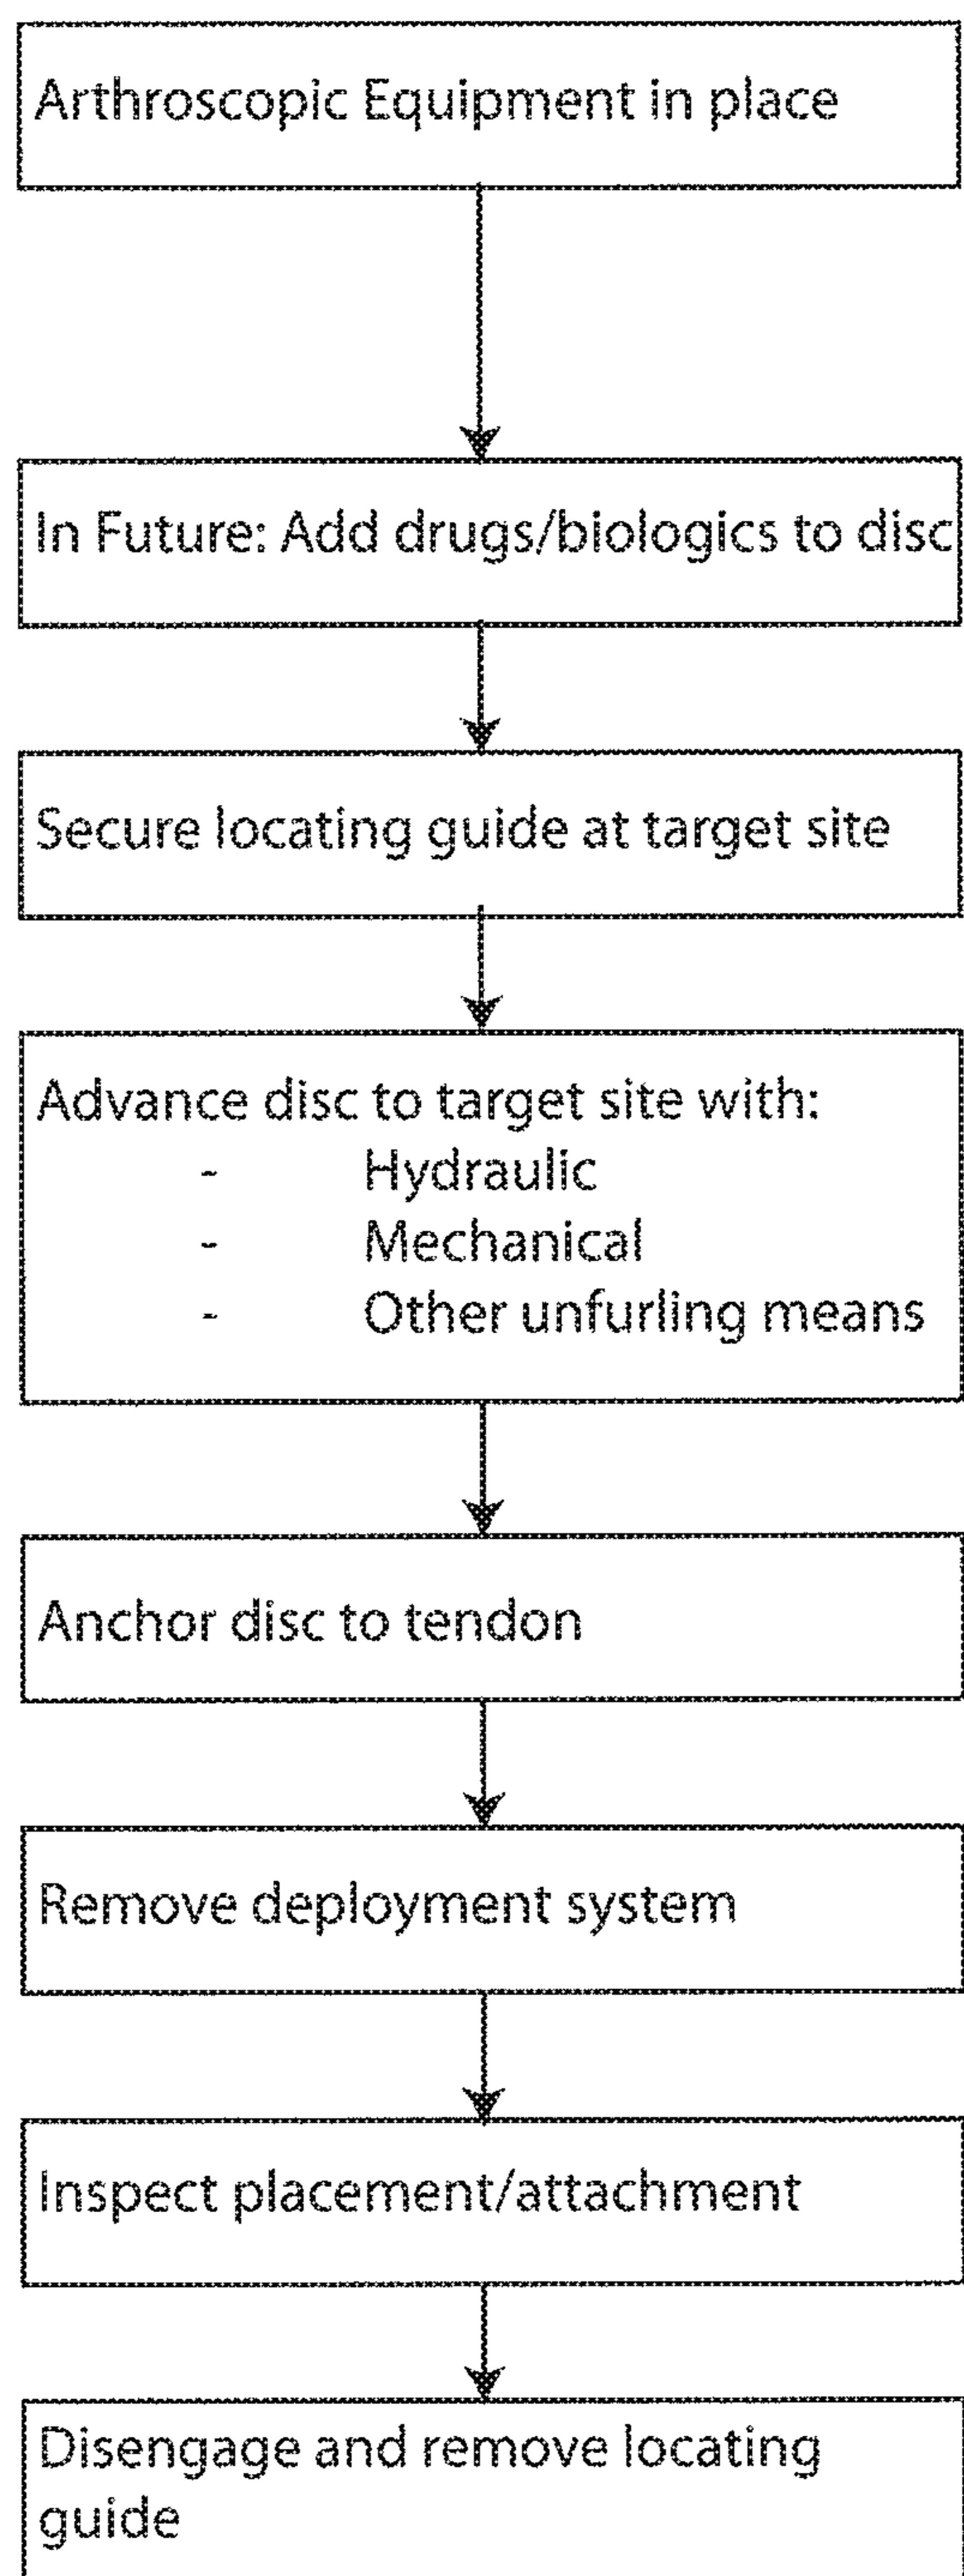 Arthroscopic Equipment in place
In Future: Add drugs/biologics to disc
Secure locating guide at target site
Advance disc to target site with:
- Hydraulic
- Mechanical
- Other unfurling means
Anchor disc to tendon
Remove deployment system
Inspect placement/attachment
Disengage and remove locating
guide